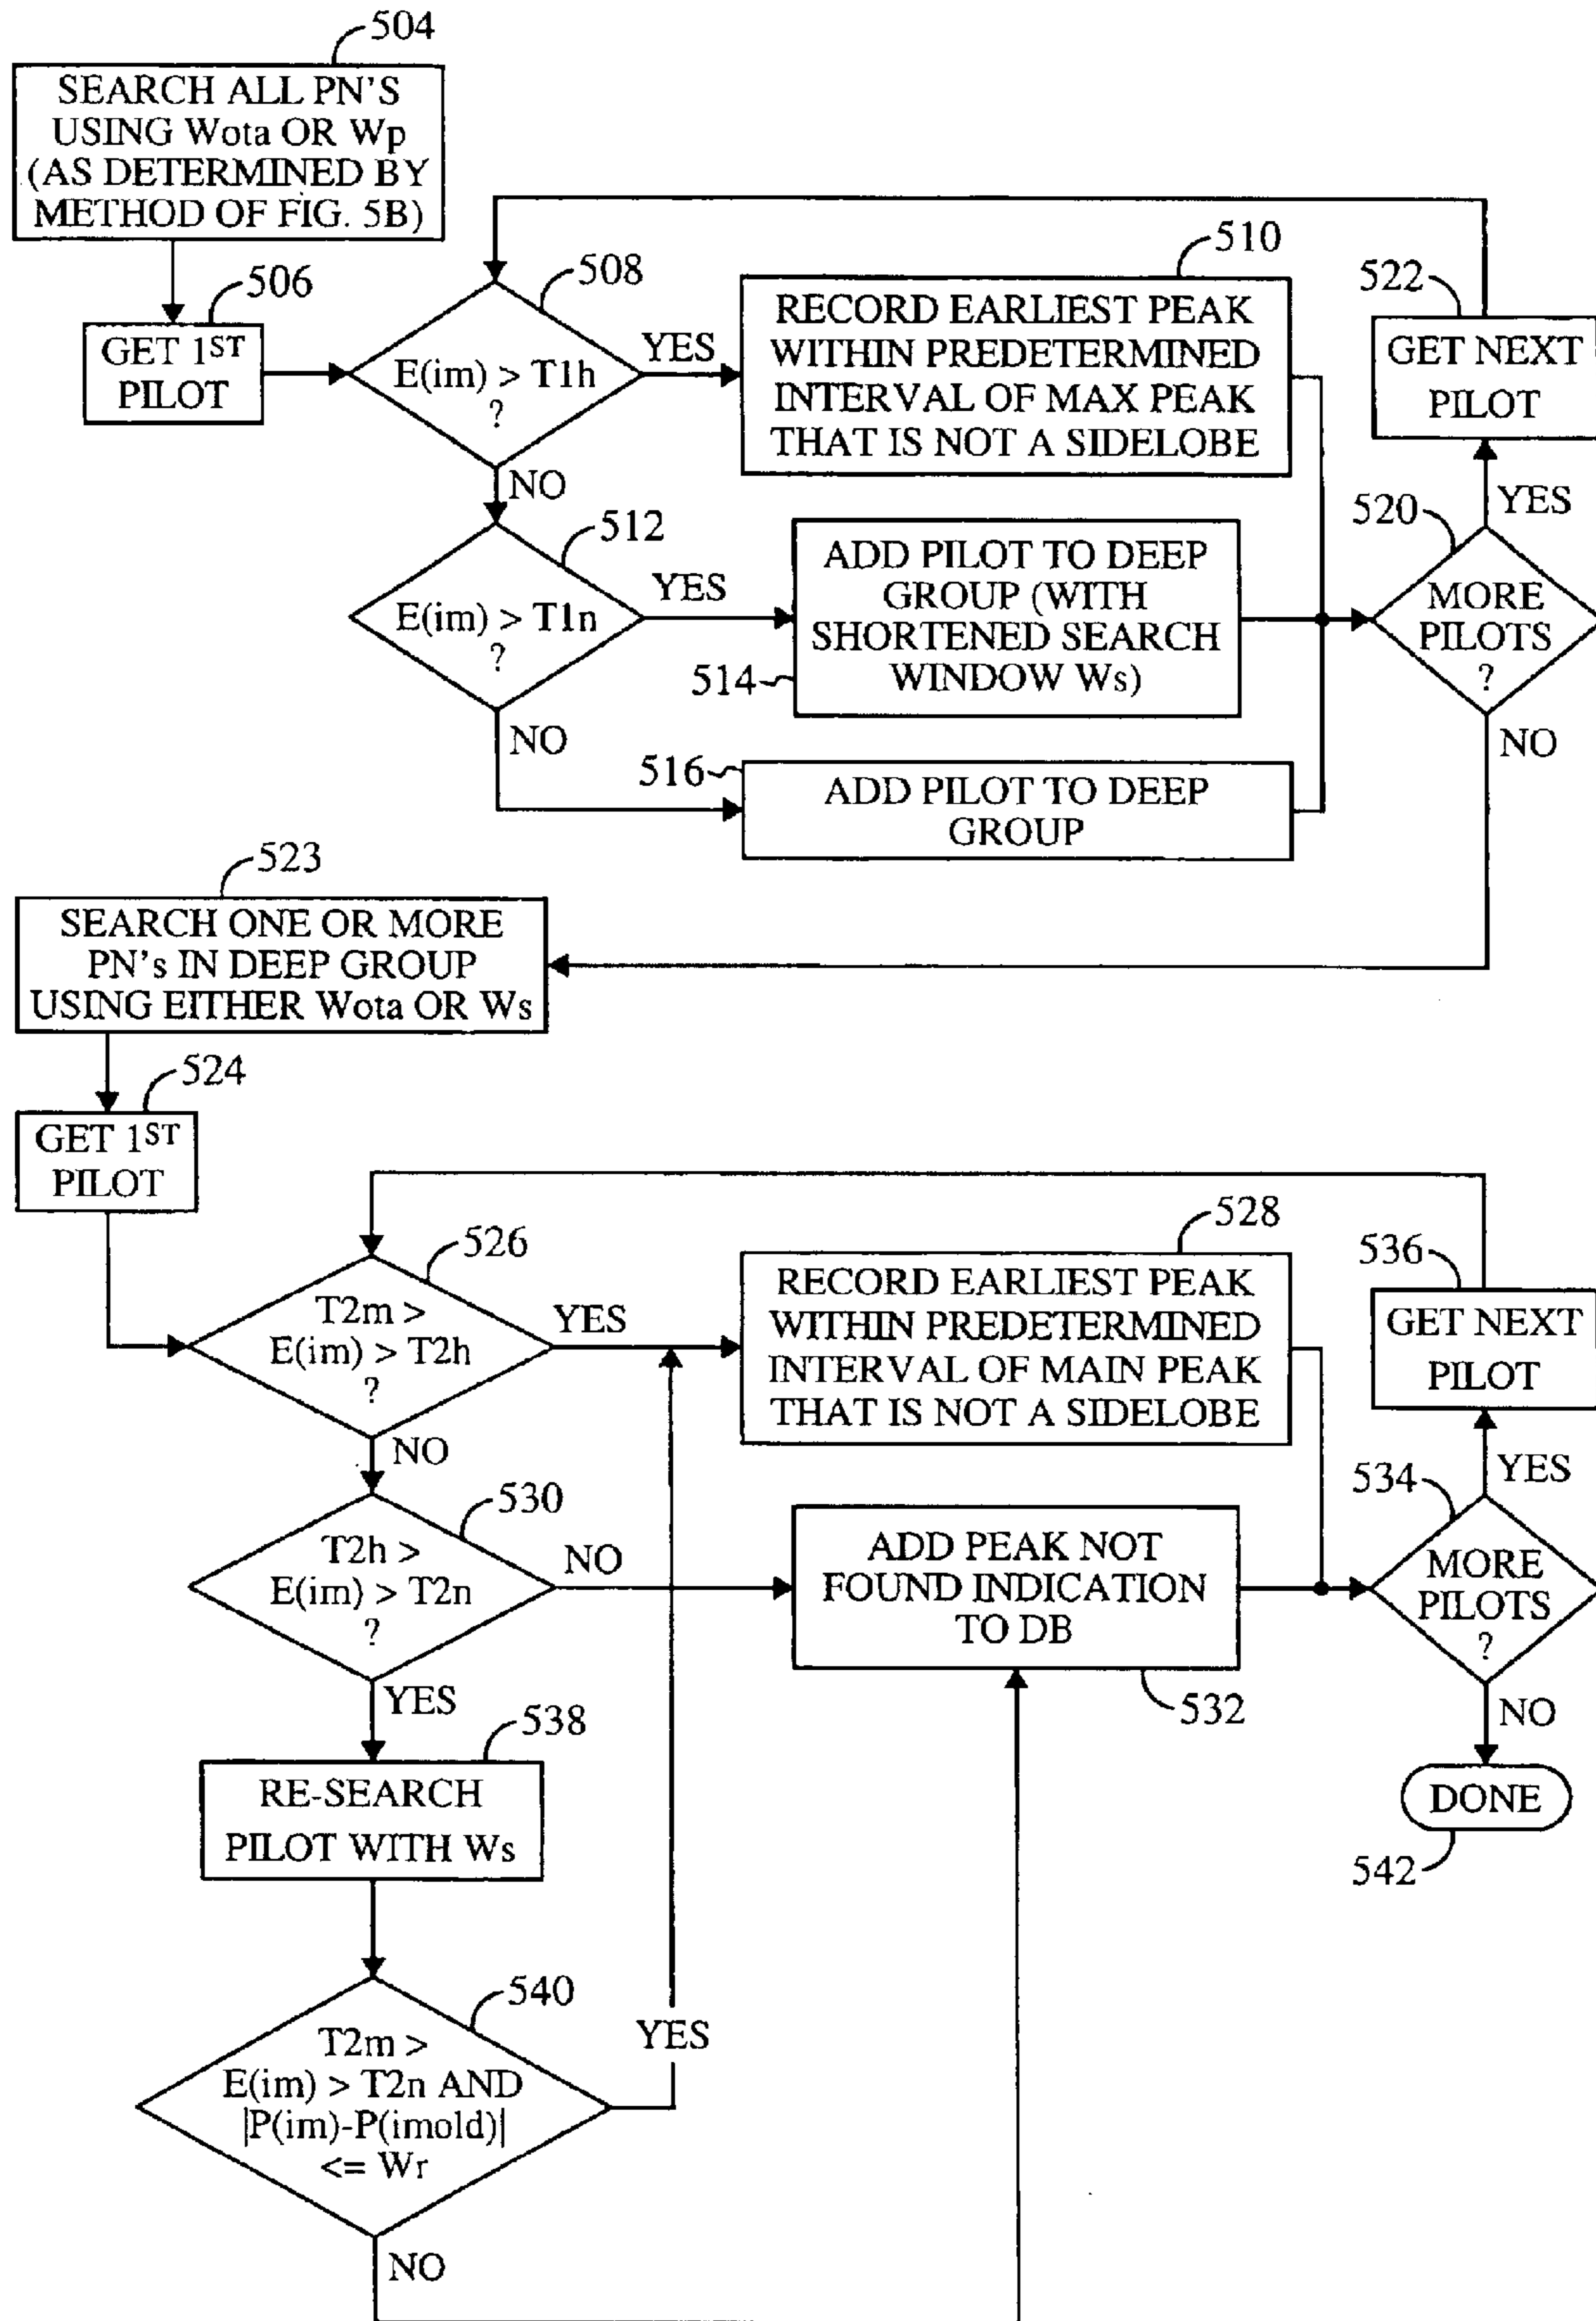 504
SEARCH ALL PN'S
USING Wota OR Wp
(AS DETERMINED BY
METHOD OF FIG. 5B)
506
GET 1ST
PILOT
508
E(im) > T1h
?
YES
NO
510
RECORD EARLIEST PEAK
WITHIN PREDETERMINED
INTERVAL OF MAX PEAK
THAT IS NOT A SIDELOBE
512
E(im) > T1n
?
YES
NO
514
ADD PILOT TO DEEP
GROUP (WITH
SHORTENED SEARCH
WINDOW Ws)
516
ADD PILOT TO DEEP
GROUP
522
GET NEXT
PILOT
YES
520
MORE
PILOTS
?
NO
523
SEARCH ONE OR MORE
PN's IN DEEP GROUP
USING EITHER Wota OR Ws
524
GET 1ST
PILOT
526
T2m >
E(im) > T2h
?
YES
NO
528
RECORD EARLIEST PEAK
WITHIN PREDETERMINED
INTERVAL OF MAIN PEAK
THAT IS NOT A SIDELOBE
530
T2h >
E(im) > T2n
?
NO
YES
ADD PEAK NOT
FOUND INDICATION
TO DB
532
536
GET NEXT
PILOT
YES
534
MORE
PILOTS
?
NO
DONE
542
538
RE-SEARCH
PILOT WITH Ws
540
T2m >
E(im) > T2n AND
|P(im)-P(imold)|
<= Wr
YES
NO